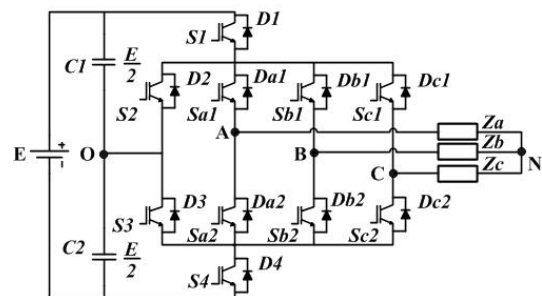 D1
S1
C1 E/2
D2 Da1 Db1 Dc1
S2 Sa1 Sb1 Sc1
A Za
E + - O B Zb N
C Zc
D3 Da2 Db2 Dc2
S3 Sa2 Sb2 Sc2
C2 E/2
S4 D4